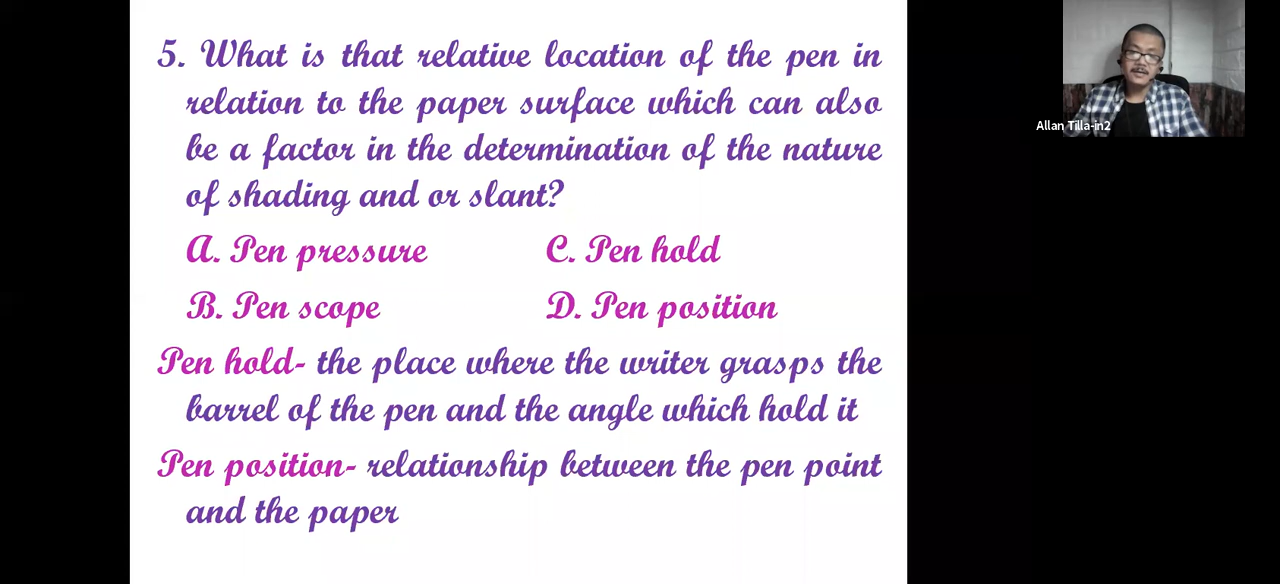 5. What is that relative location of the pen in
relation to the paper surface which can also
be a factor in the determination of the nature
of shading and or slant?
A. Pen pressure C. Pen hold
B. Pen scope D. Pen position
Pen hold- the place where the writer grasps the
barrel of the pen and the angle which hold it
Pen position- relationship between the pen point
and the paper
Allan Tilla-in2